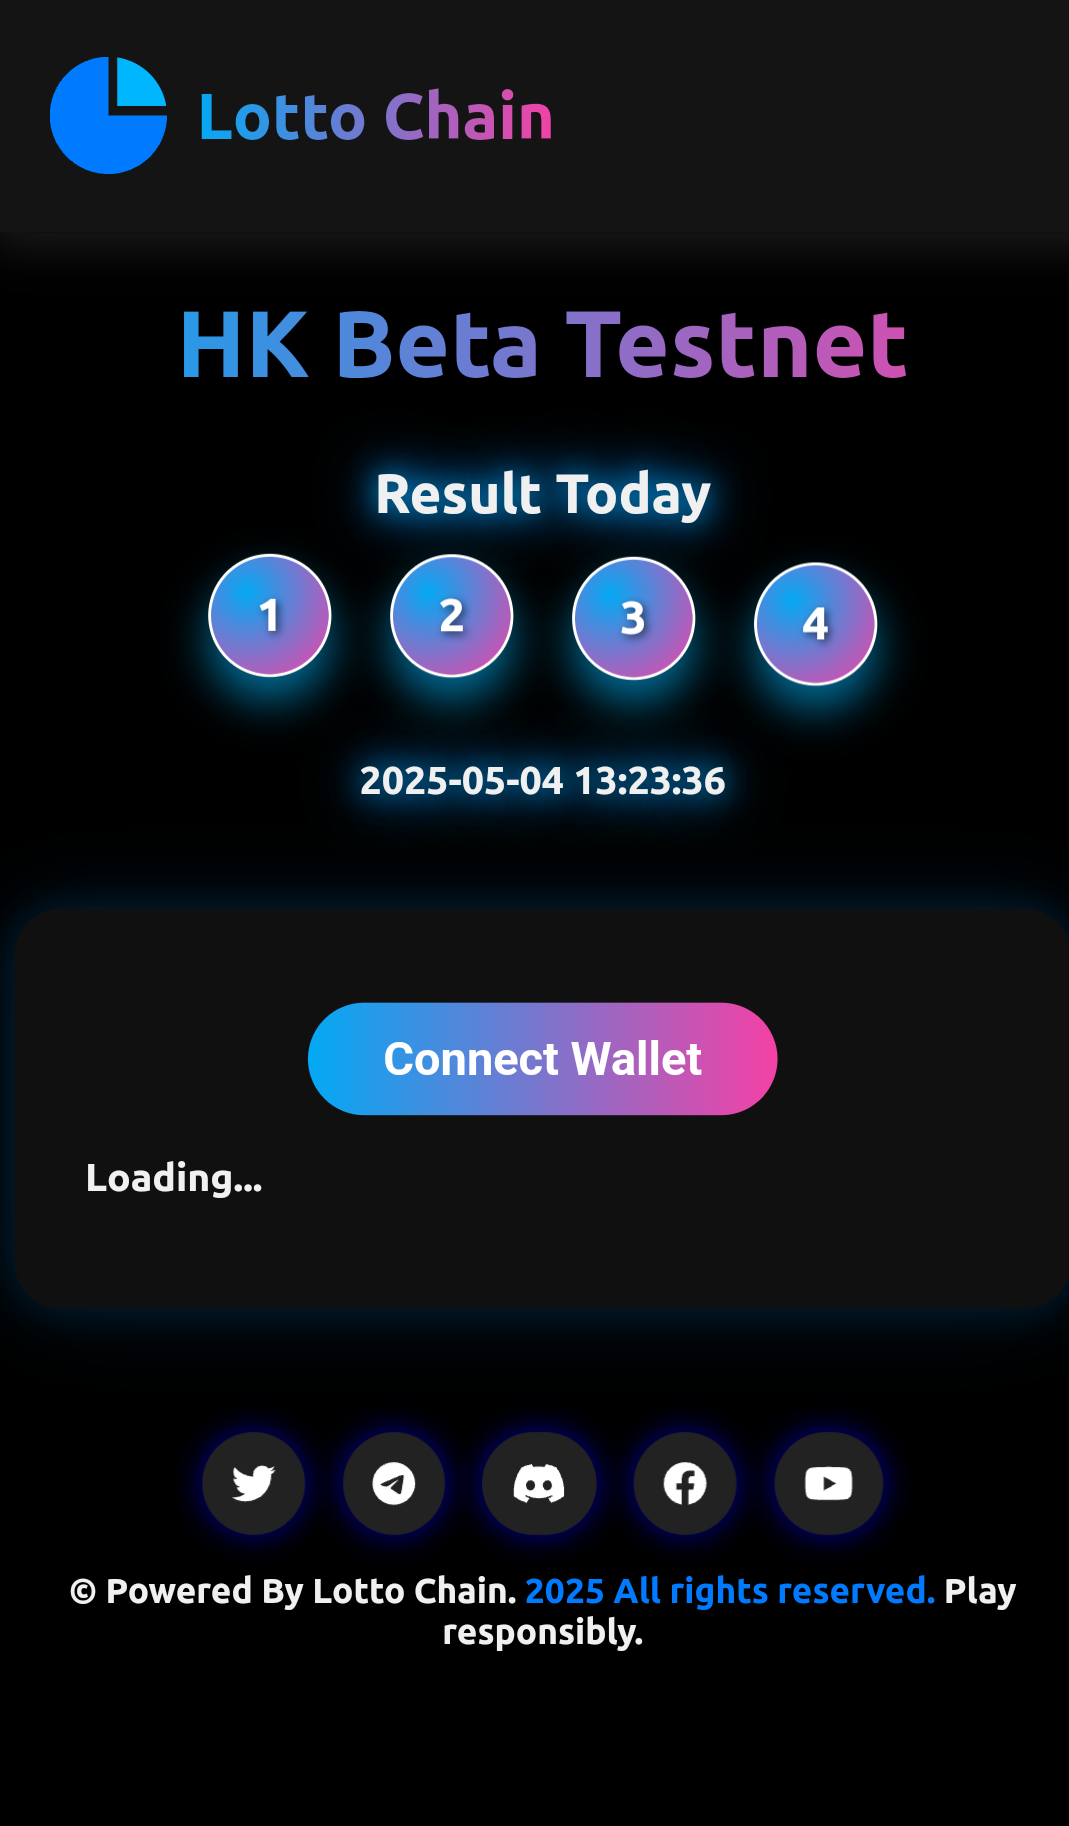 Lotto Chain
HK Beta Testnet
Result Today
1 2 3 4
2025-05-04 13:23:36
Connect Wallet
Loading...
© Powered By Lotto Chain. 2025 All rights reserved. Play
responsibly.